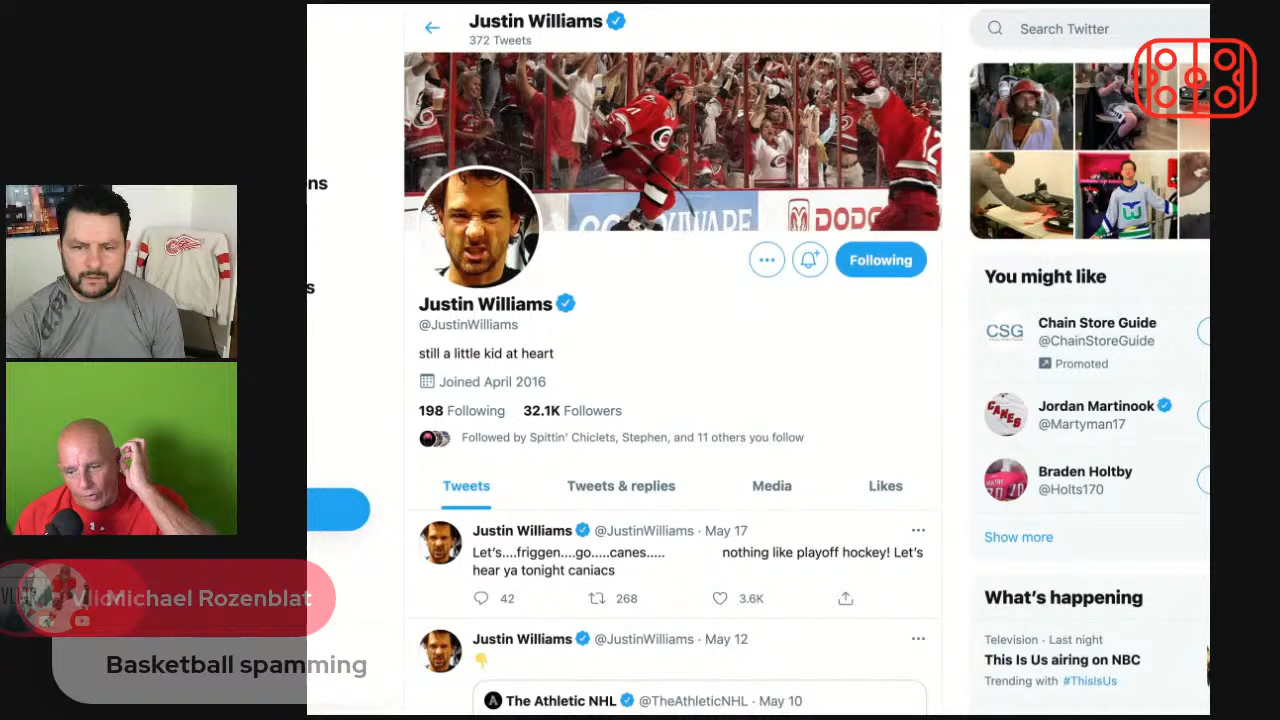 Justin Williams
372 Tweets
Search Twitter
DODG
Following
Justin Williams
@JustinWilliams
still a little kid at heart
Joined April 2016
198 Following 32.1K Followers
Followed by Spittin' Chiclets, Stephen, and 11 others you follow
Tweets Tweets & replies Media Likes
Justin Williams @JustinWilliams · May 17
Let's....friggen....go.....canes..... nothing like playoff hockey! Let's
hear ya tonight caniacs
42 268 3.6K
Justin Williams @JustinWilliams · May 12
The Athletic NHL @TheAthleticNHL · May 10
You might like
CSG
Chain Store Guide
@ChainStoreGuide
Promoted
CANES
Jordan Martinook
@Martyman17
Braden Holtby
@Holts170
Show more
What's happening
Television · Last night
This Is Us airing on NBC
Trending with #ThisIsUs
ns
s
Michael Rozenblat
Basketball spamming